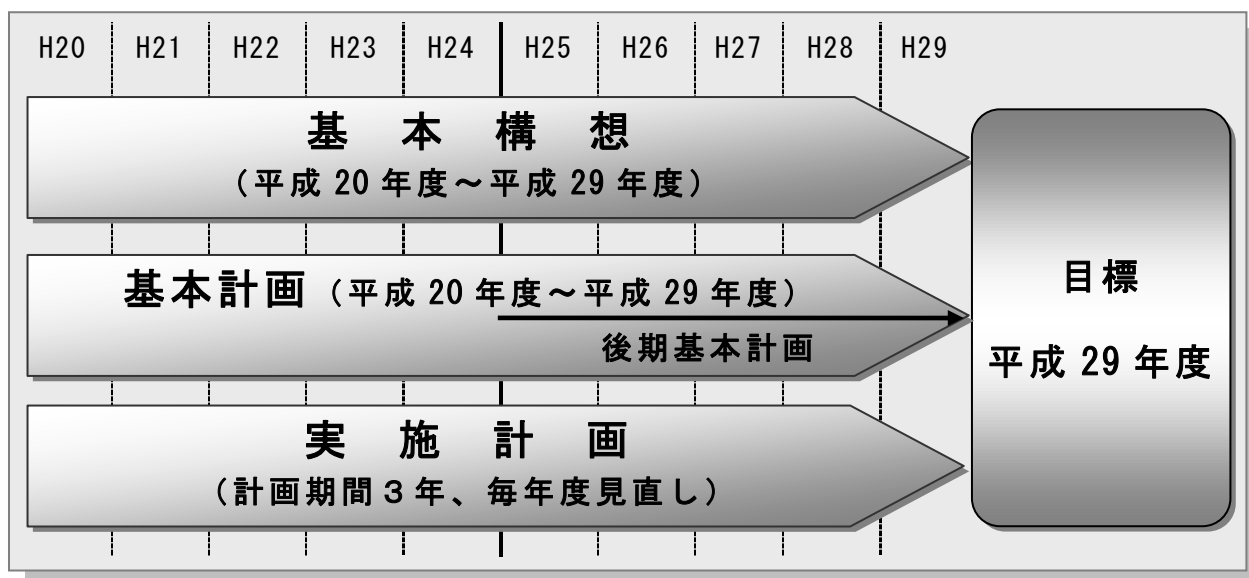 H20 H21 H22 H23 H24 H25 H26 H27 H28 H29
基本構想
（平成 20 年度～平成 29 年度）
基本計画（平成 20 年度～平成 29 年度）
後期基本計画
実施計画
（計画期間３年、毎年度見直し）
目標
平成 29 年度